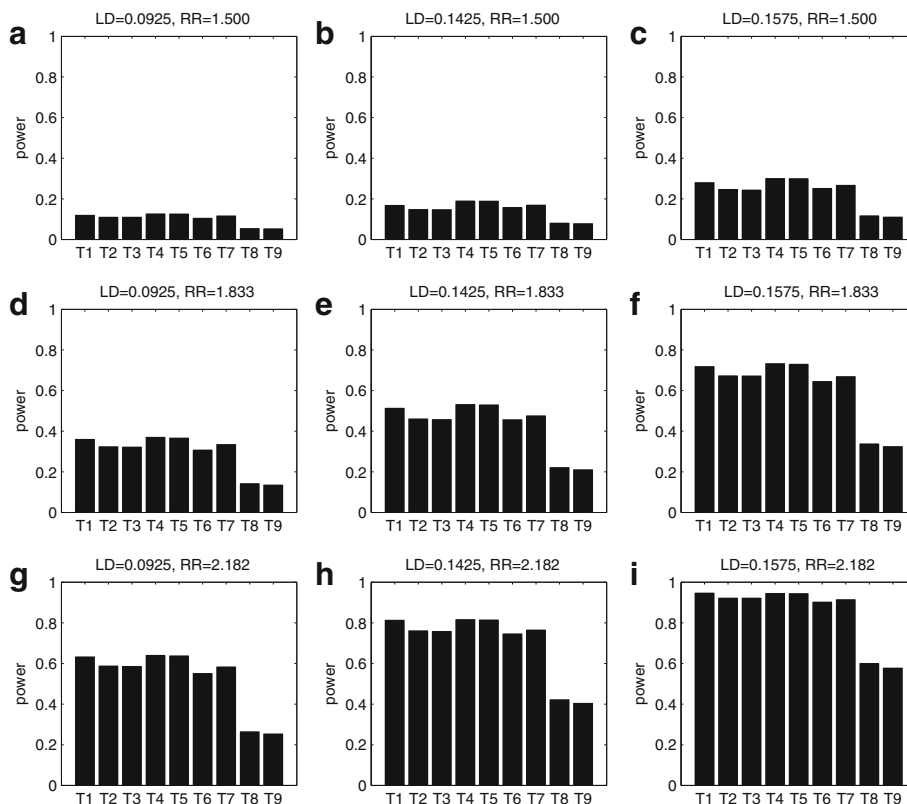 a
LD=0.0925, RR=1.500
1
0.8
0.6
0.4
0.2
0
power
T1 T2 T3 T4 T5 T6 T7 T8 T9
b
LD=0.1425, RR=1.500
1
0.8
0.6
0.4
0.2
0
power
T1 T2 T3 T4 T5 T6 T7 T8 T9
c
LD=0.1575, RR=1.500
1
0.8
0.6
0.4
0.2
0
power
T1 T2 T3 T4 T5 T6 T7 T8 T9
d
LD=0.0925, RR=1.833
1
0.8
0.6
0.4
0.2
0
power
T1 T2 T3 T4 T5 T6 T7 T8 T9
e
LD=0.1425, RR=1.833
1
0.8
0.6
0.4
0.2
0
power
T1 T2 T3 T4 T5 T6 T7 T8 T9
f
LD=0.1575, RR=1.833
1
0.8
0.6
0.4
0.2
0
power
T1 T2 T3 T4 T5 T6 T7 T8 T9
g
LD=0.0925, RR=2.182
1
0.8
0.6
0.4
0.2
0
power
T1 T2 T3 T4 T5 T6 T7 T8 T9
h
LD=0.1425, RR=2.182
1
0.8
0.6
0.4
0.2
0
power
T1 T2 T3 T4 T5 T6 T7 T8 T9
i
LD=0.1575, RR=2.182
1
0.8
0.6
0.4
0.2
0
power
T1 T2 T3 T4 T5 T6 T7 T8 T9